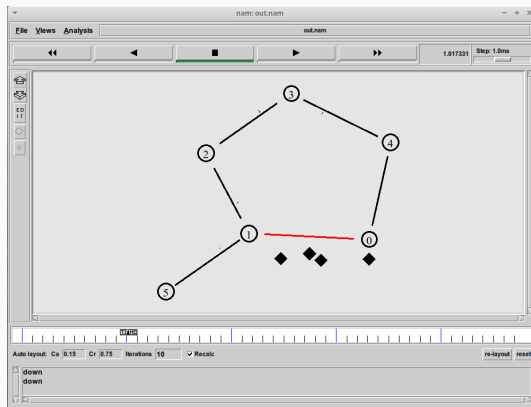 nam: out.nam
File Views Analysis out.nam
1.017331 Step: 1.0ms
E D
I T
3
4
2
1
0
5
Auto layout: Ca 0.15 Cr 0.75 Iterations 10 Recalc re-layout reset
down
down